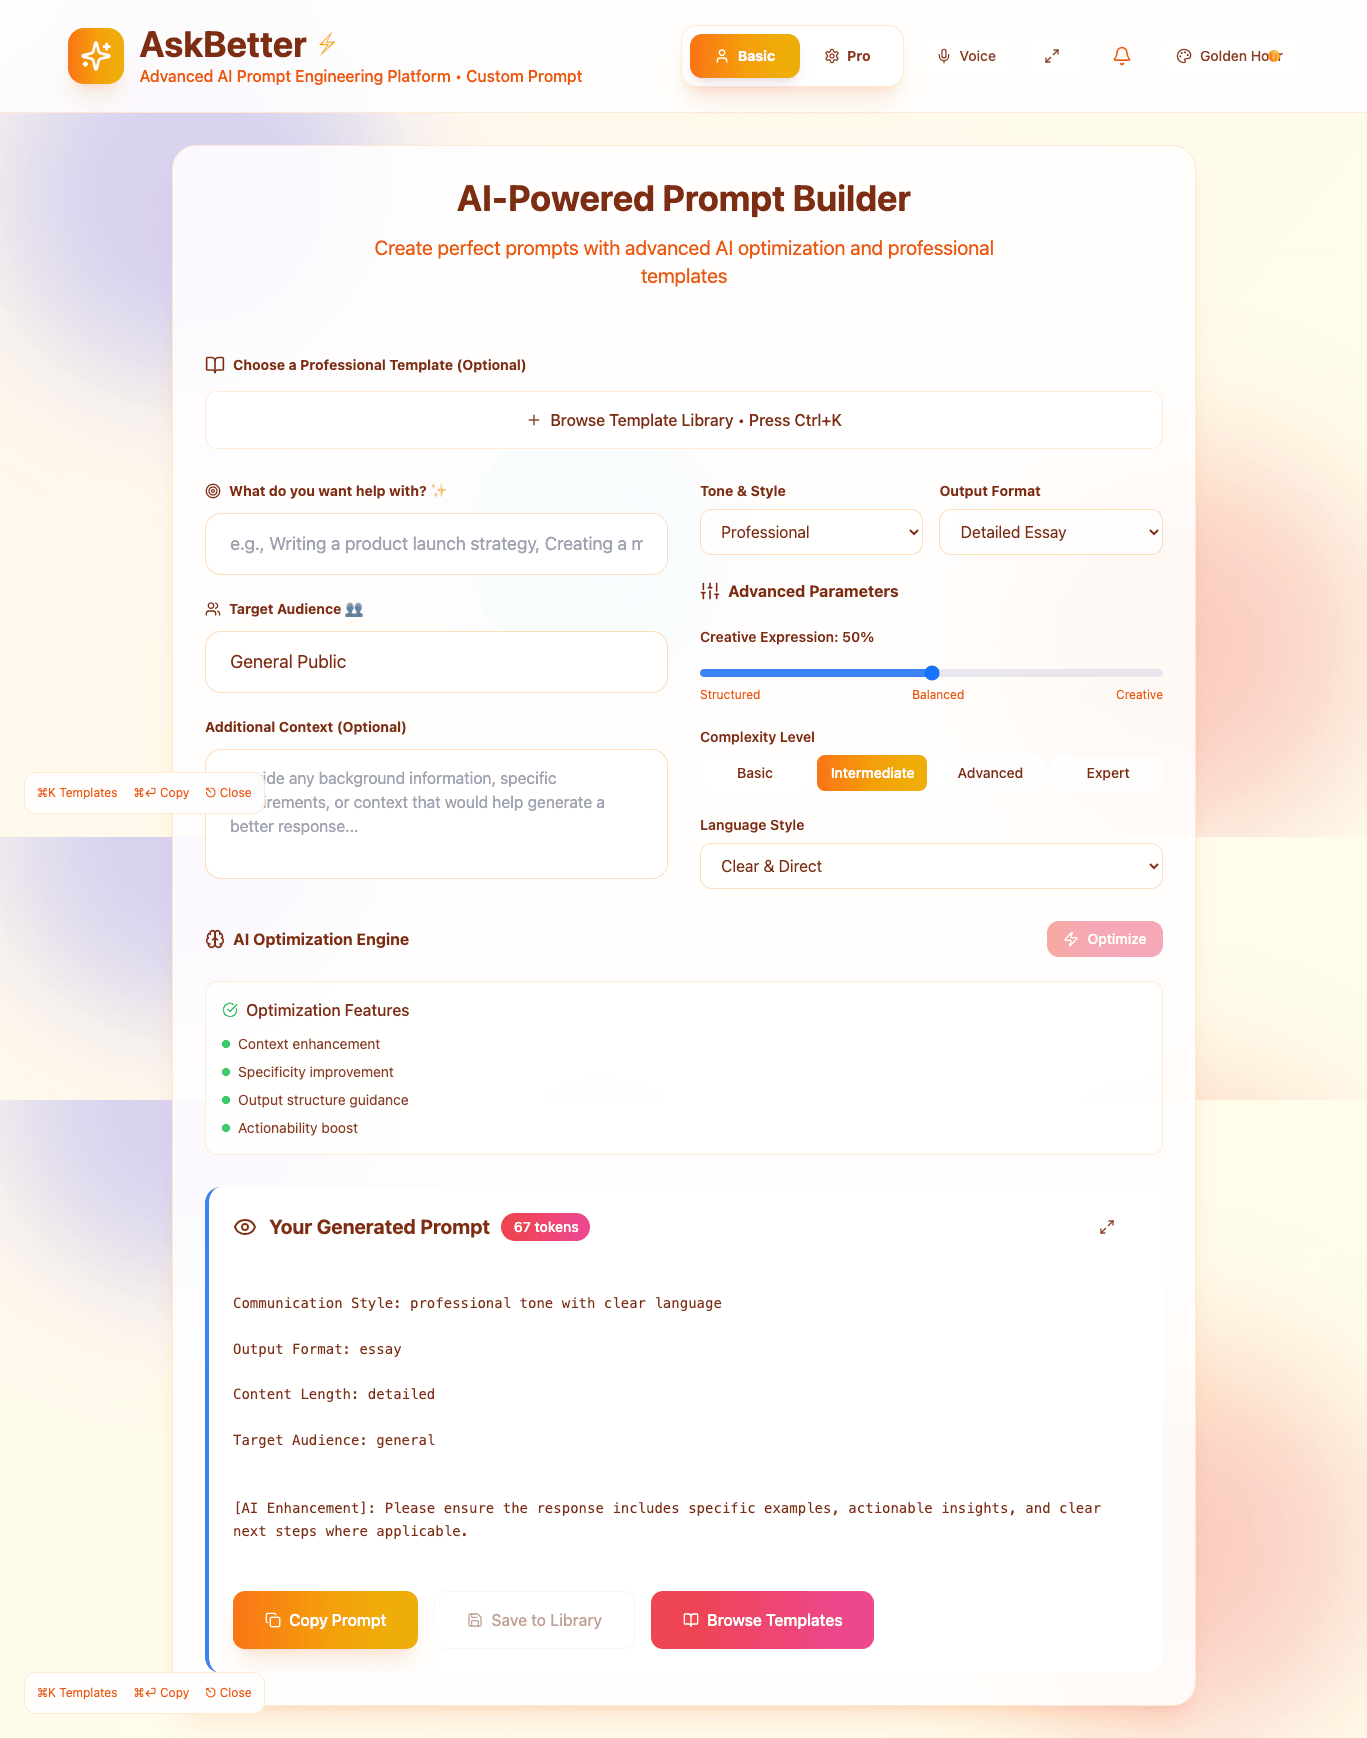 AskBetter ⚡
Advanced AI Prompt Engineering Platform • Custom Prompt
Basic
Pro
Voice
Golden Hour
AI-Powered Prompt Builder
Create perfect prompts with advanced AI optimization and professional
templates
Choose a Professional Template (Optional)
+ Browse Template Library • Press Ctrl+K
What do you want help with? ✨
e.g., Writing a product launch strategy, Creating a m
Target Audience 👥
General Public
Additional Context (Optional)
ide any background information, specific
irements, or context that would help generate a
better response...
⌘K Templates ⌘⏎ Copy ⎋ Close
Tone & Style
Professional
Output Format
Detailed Essay
Advanced Parameters
Creative Expression: 50%
Structured Balanced Creative
Complexity Level
Basic Intermediate Advanced Expert
Language Style
Clear & Direct
AI Optimization Engine
Optimize
Optimization Features
Context enhancement
Specificity improvement
Output structure guidance
Actionability boost
Your Generated Prompt 67 tokens
Communication Style: professional tone with clear language
Output Format: essay
Content Length: detailed
Target Audience: general
[AI Enhancement]: Please ensure the response includes specific examples, actionable insights, and clear
next steps where applicable.
Copy Prompt Save to Library Browse Templates
⌘K Templates ⌘⏎ Copy ⎋ Close